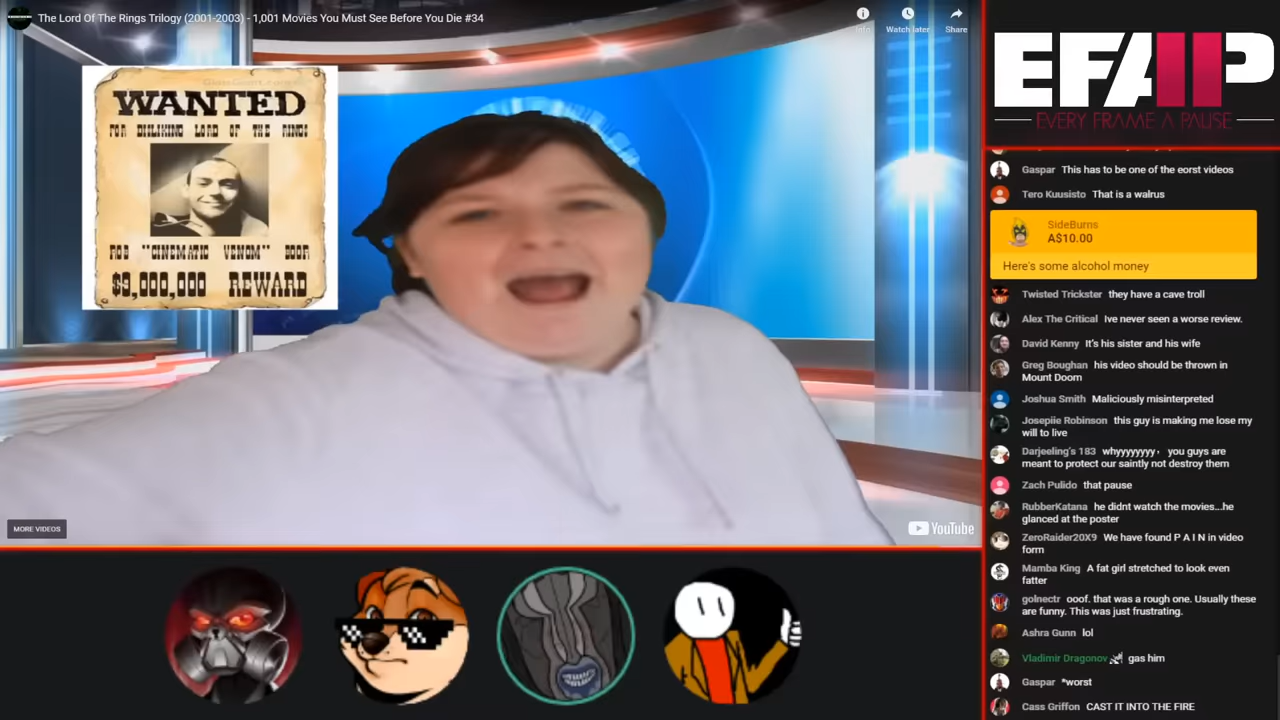 The Lord Of The Rings Trilogy (2001-2003) - 1,001 Movies You Must See Before You Die #34
Info
Watch later
Share
WANTED
FOR DISLIKING LORD OF THE RINGS
ROB "CINEMATIC VENOM" BOOR
$9,000,000 REWARD
MORE VIDEOS
YouTube
EFAP
EVERY FRAME A PAUSE
Gaspar This has to be one of the eorst videos
Tero Kuusisto That is a walrus
SideBurns
A$10.00
Here's some alcohol money
Twisted Trickster they have a cave troll
Alex The Critical Ive never seen a worse review.
David Kenny It's his sister and his wife
Greg Boughan his video should be thrown in
Mount Doom
Joshua Smith Maliciously misinterpreted
Josepiie Robinson this guy is making me lose my
will to live
Darjeeling's 183 whyyyyyyyy, you guys are
meant to protect our saintly not destroy them
Zach Pulido that pause
RubberKatana he didnt watch the movies...he
glanced at the poster
ZeroRaider20X9 We have found P A I N in video
form
Mamba King A fat girl stretched to look even
fatter
golnectr ooof. that was a rough one. Usually these
are funny. This was just frustrating.
Ashra Gunn lol
Vladimir Dragonov gas him
Gaspar *worst
Cass Griffon CAST IT INTO THE FIRE